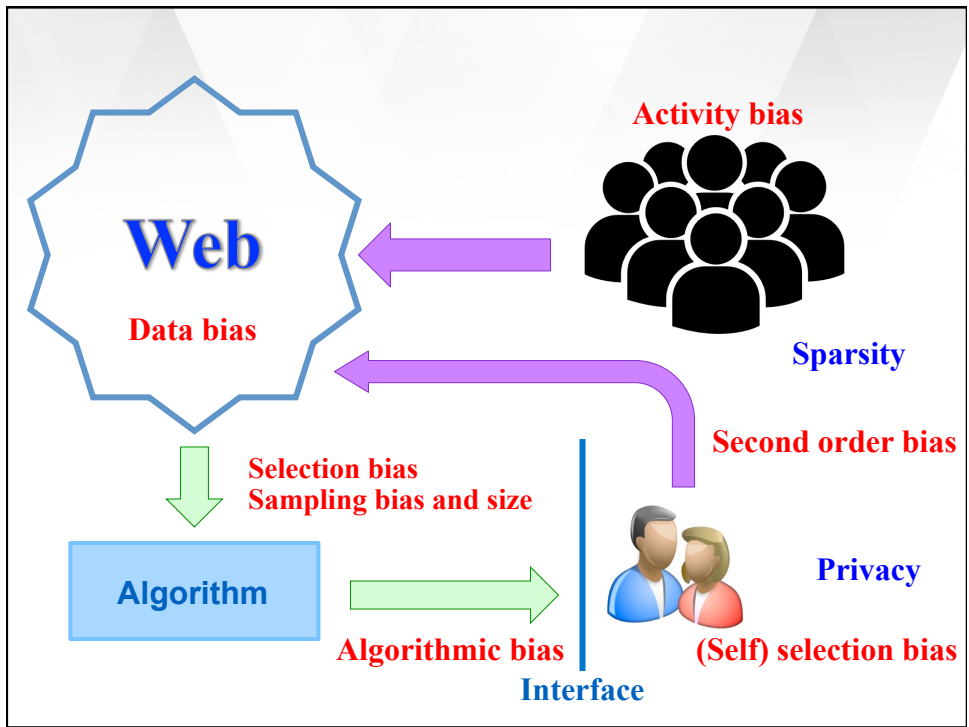 Activity bias
Web
Data bias
Sparsity
Second order bias
Selection bias
Sampling bias and size
Algorithm
Privacy
Algorithmic bias
(Self) selection bias
Interface